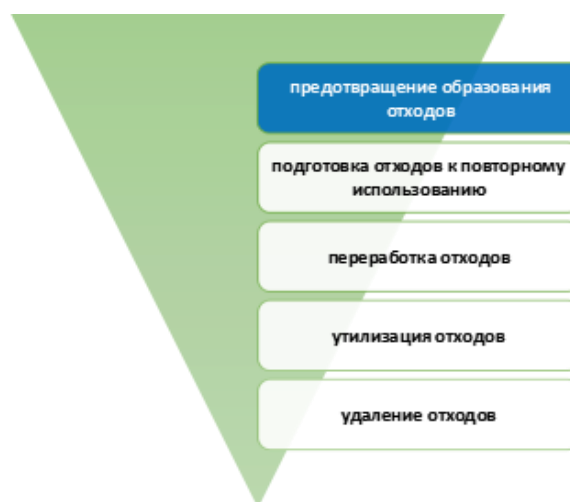 предотвращение образования
отходов
подготовка отходов к повторному
использованию
переработка отходов
утилизация отходов
удаление отходов